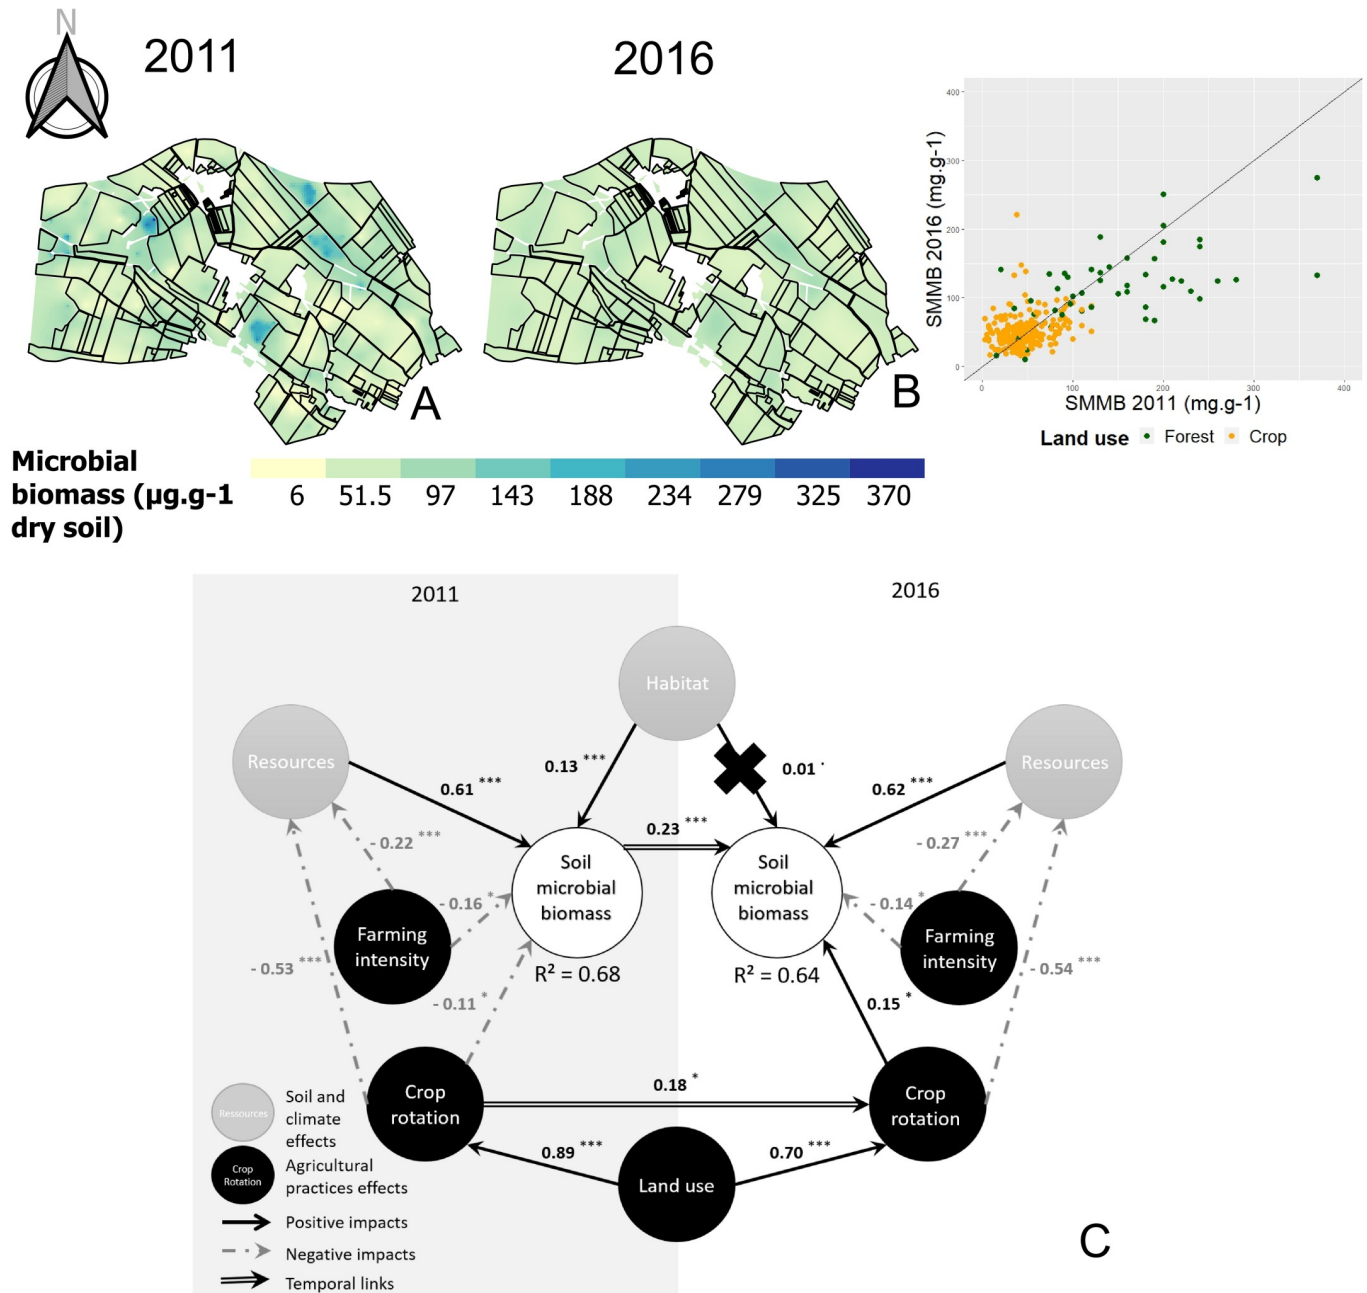 N
2011
2016
A
B
Microbial
biomass (µg.g-1
dry soil)
6 51.5 97 143 188 234 279 325 370
SMMB 2016 (mg.g-1)
400
300
200
100
0
0 100 200 300 400
SMMB 2011 (mg.g-1)
Land use Forest Crop
2011
2016
Habitat
Resources
Resources
0.13 ***
0.01 .
0.61 ***
0.62 ***
0.23 ***
- 0.22 ***
- 0.27 ***
Soil
microbial
biomass
Soil
microbial
biomass
- 0.16 *
- 0.14 *
Farming
intensity
Farming
intensity
R² = 0.68
R² = 0.64
- 0.53 ***
- 0.54 ***
- 0.11 *
0.15 *
Crop
rotation
0.18 *
Crop
rotation
0.89 ***
0.70 ***
Land use
Ressources
Soil and
climate
effects
Crop
Rotation
Agricultural
practices effects
Positive impacts
Negative impacts
Temporal links
C